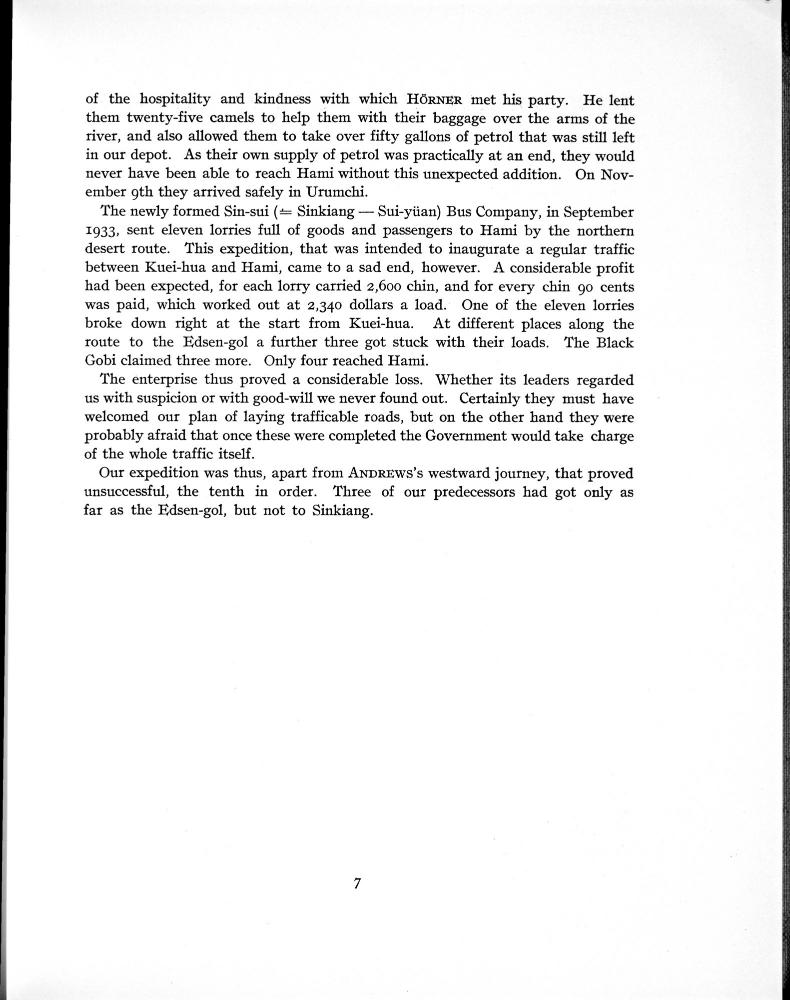 of the hospitality and kindness with which HÖRNER met his party. He lent
them twenty-five camels to help them with their baggage over the arms of the
river, and also allowed them to take over fifty gallons of petrol that was still left
in our depot. As their own supply of petrol was practically at an end, they would
never have been able to reach Hami without this unexpected addition. On Nov-
ember 9th they arrived safely in Urumchi.
The newly formed Sin-sui (= Sinkiang — Sui-yüan) Bus Company, in September
1933, sent eleven lorries full of goods and passengers to Hami by the northern
desert route. This expedition, that was intended to inaugurate a regular traffic
between Kuei-hua and Hami, came to a sad end, however. A considerable profit
had been expected, for each lorry carried 2,600 chin, and for every chin 90 cents
was paid, which worked out at 2,340 dollars a load. One of the eleven lorries
broke down right at the start from Kuei-hua. At different places along the
route to the Edsen-gol a further three got stuck with their loads. The Black
Gobi claimed three more. Only four reached Hami.
The enterprise thus proved a considerable loss. Whether its leaders regarded
us with suspicion or with good-will we never found out. Certainly they must have
welcomed our plan of laying trafficable roads, but on the other hand they were
probably afraid that once these were completed the Government would take charge
of the whole traffic itself.
Our expedition was thus, apart from ANDREWS's westward journey, that proved
unsuccessful, the tenth in order. Three of our predecessors had got only as
far as the Edsen-gol, but not to Sinkiang.
7